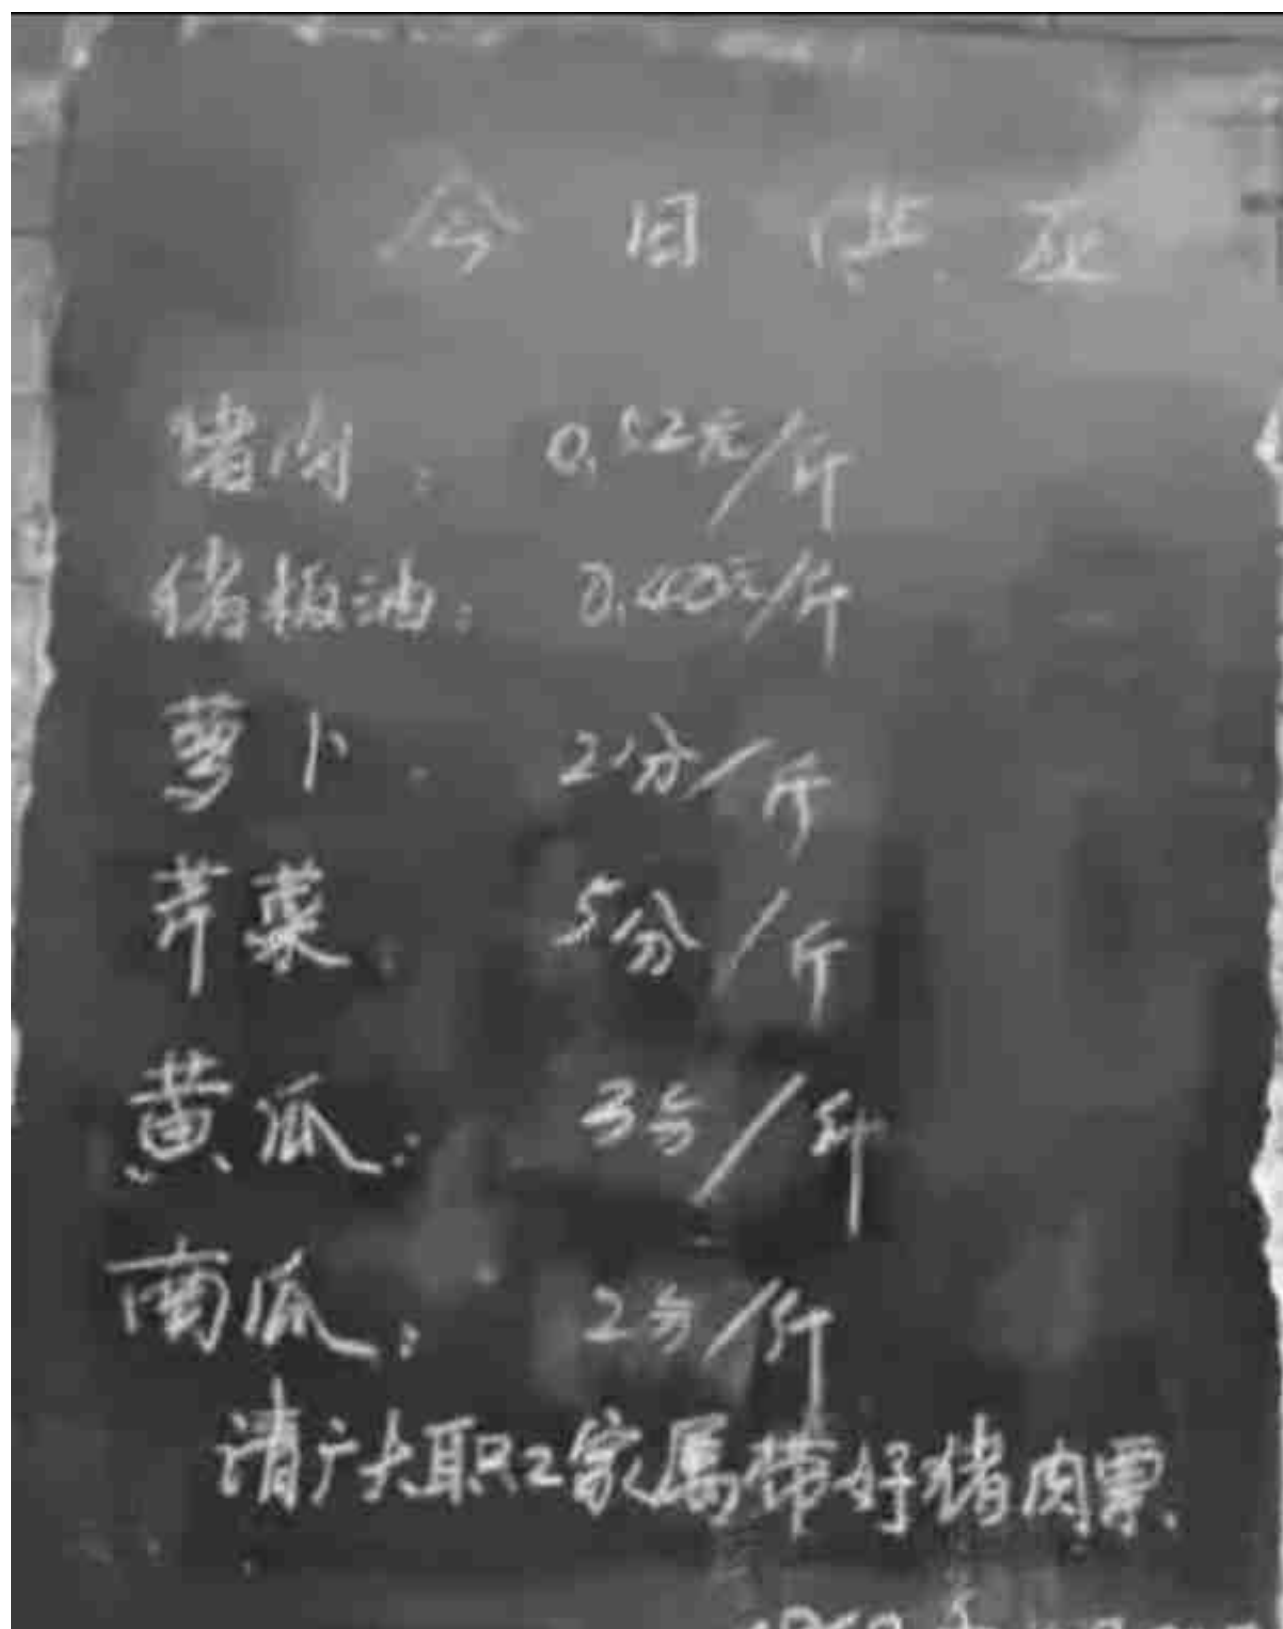 今日供应
猪肉：0.52元/斤
猪板油：0.40元/斤
萝卜：2分/斤
芹菜：5分/斤
黄瓜：3分/斤
南瓜：2分/斤
请广大职工家属带好猪肉票